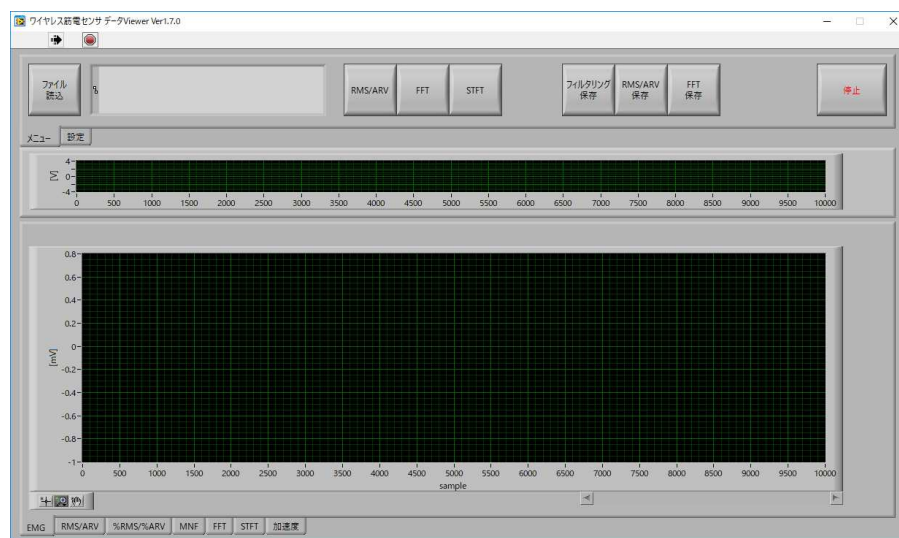 ワイヤレス筋電センサ データViewer Ver1.7.0
ファイル
読込
%
RMS/ARV
FFT
STFT
フィルタリング
保存
RMS/ARV
保存
FFT
保存
停止
メニュー
設定
[V]
4
0
-4
0 500 1000 1500 2000 2500 3000 3500 4000 4500 5000 5500 6000 6500 7000 7500 8000 8500 9000 9500 10000
[mV]
0.8
0.6
0.4
0.2
0
-0.2
-0.4
-0.6
-0.8
-1
0 500 1000 1500 2000 2500 3000 3500 4000 4500 5000 5500 6000 6500 7000 7500 8000 8500 9000 9500 10000
sample
EMG RMS/ARV %RMS/%ARV MNF FFT STFT 加速度